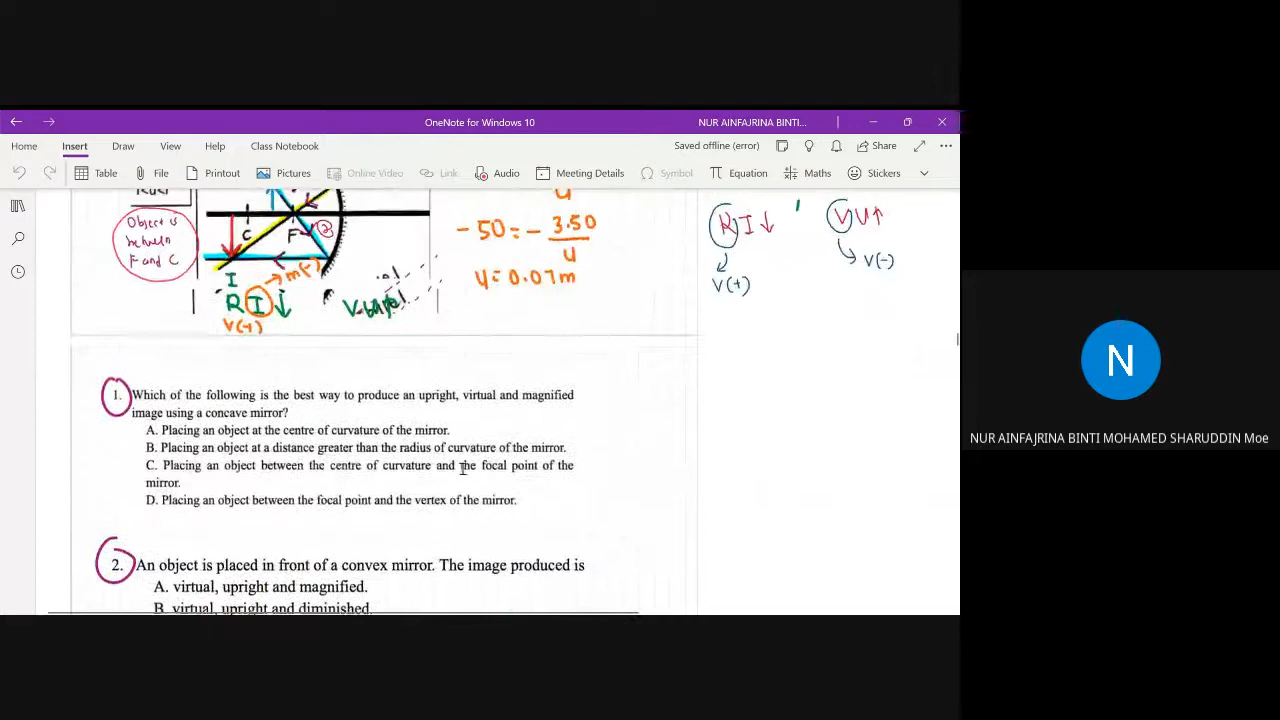 OneNote for Windows 10
NUR AINFAJRINA BINTI...
Home Insert Draw View Help Class Notebook
Saved offline (error) Share
Table File Printout Pictures Online Video Link Audio Meeting Details Symbol Equation Maths Stickers
Object is
between
F and C
C F 2
I m(-)
R I ↓
V(+)
u
-50 = - 3.50
u
u = 0.07m
R I ↓
V(+)
V U ↑
V(-)
1. Which of the following is the best way to produce an upright, virtual and magnified
image using a concave mirror?
A. Placing an object at the centre of curvature of the mirror.
B. Placing an object at a distance greater than the radius of curvature of the mirror.
C. Placing an object between the centre of curvature and the focal point of the
mirror.
D. Placing an object between the focal point and the vertex of the mirror.
2. An object is placed in front of a convex mirror. The image produced is
A. virtual, upright and magnified.
B. virtual, upright and diminished.
N
NUR AINFAJRINA BINTI MOHAMED SHARUDDIN Moe